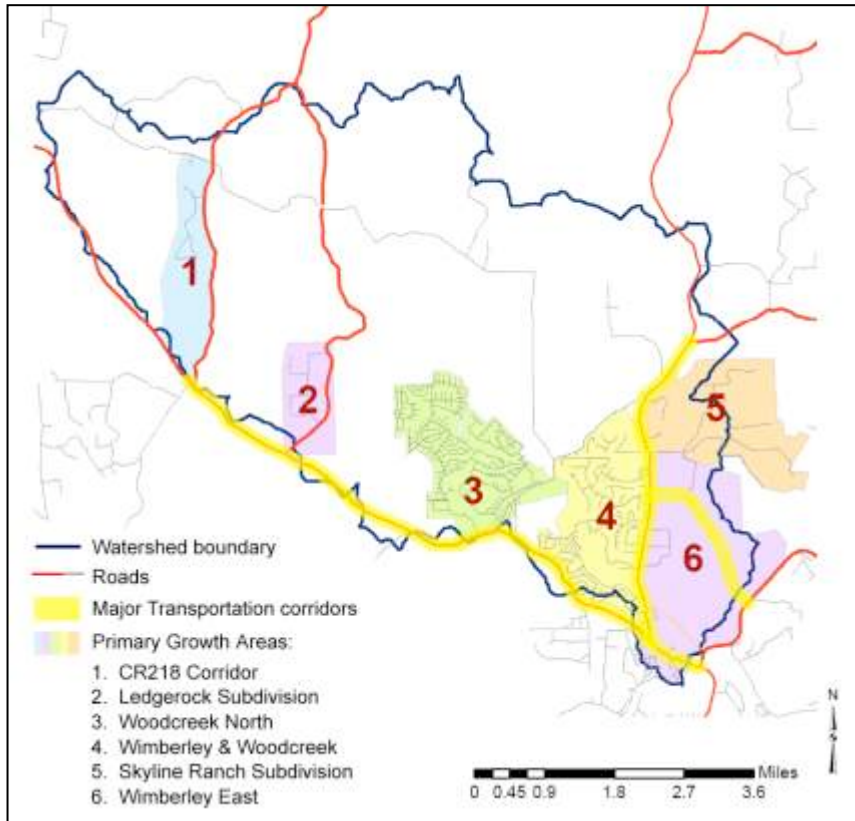 1
2
3
4
5
6
Watershed boundary
Roads
Major Transportation corridors
Primary Growth Areas:
1. CR218 Corridor
2. Ledgerock Subdivision
3. Woodcreek North
4. Wimberley & Woodcreek
5. Skyline Ranch Subdivision
6. Wimberley East
N
S
Miles
0 0.45 0.9 1.8 2.7 3.6